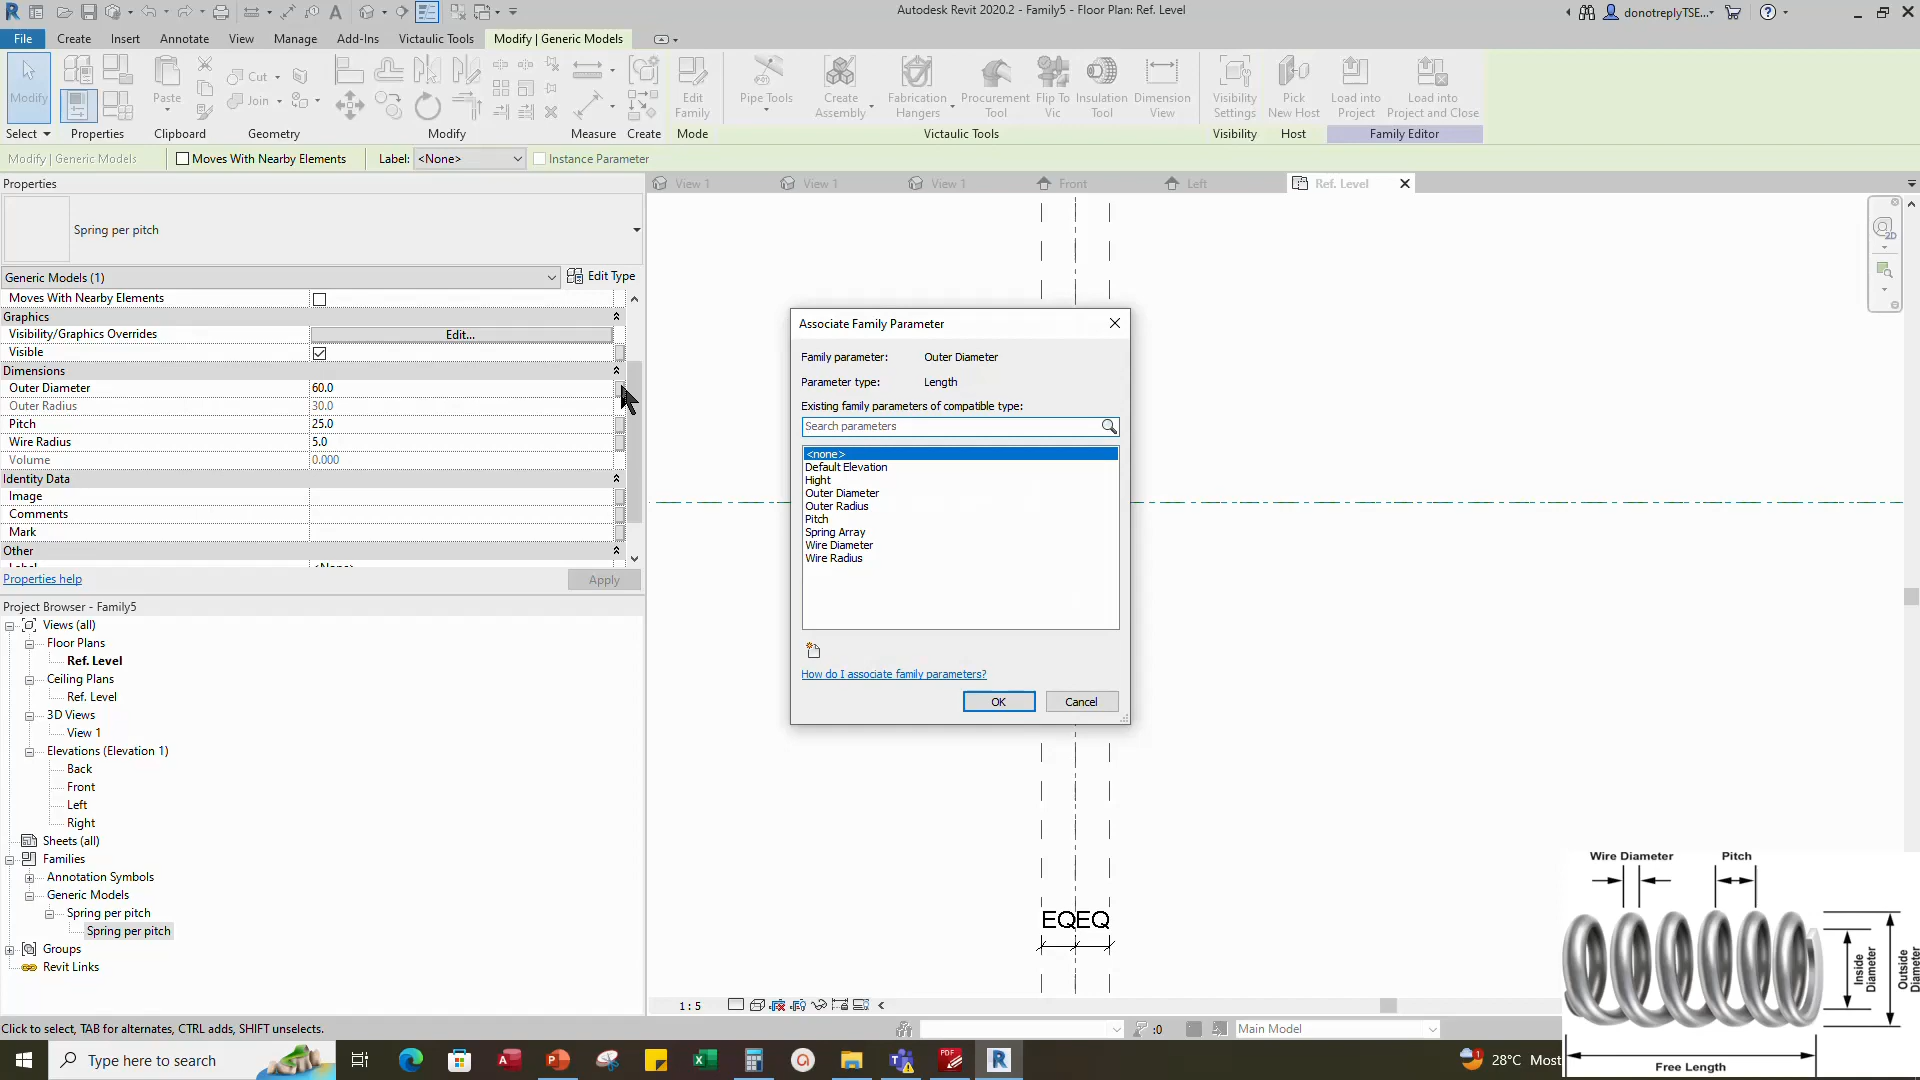 Autodesk Revit 2020.2 - Family5 - Floor Plan: Ref. Level
donotreplyTSE...
File Create Insert Annotate View Manage Add-Ins Victaulic Tools Modify | Generic Models
Modify Paste Cut Join Edit Family Pipe Tools Create Assembly Fabrication Hangers Procurement Tool Flip To Vic Insulation Tool Dimension View Visibility Settings Pick New Host Load into Project Load into Project and Close
Select Properties Clipboard Geometry Modify Measure Create Mode Victaulic Tools Visibility Host Family Editor
Modify | Generic Models Moves With Nearby Elements Label: <None> Instance Parameter
Properties
View 1 View 1 View 1 Front Left Ref. Level
Spring per pitch
Generic Models (1) Edit Type
Moves With Nearby Elements
Graphics
Visibility/Graphics Overrides Edit...
Visible
Dimensions
Outer Diameter 60.0
Outer Radius 30.0
Pitch 25.0
Wire Radius 5.0
Volume 0.000
Identity Data
Image
Comments
Mark
Other
Label <None>
Properties help Apply
Associate Family Parameter
Family parameter: Outer Diameter
Parameter type: Length
Existing family parameters of compatible type:
Search parameters
<none>
Default Elevation
Hight
Outer Diameter
Outer Radius
Pitch
Spring Array
Wire Diameter
Wire Radius
How do I associate family parameters?
OK Cancel
2D
Project Browser - Family5
Views (all)
Floor Plans
Ref. Level
Ceiling Plans
Ref. Level
3D Views
View 1
Elevations (Elevation 1)
Back
Front
Left
Right
Sheets (all)
Families
Annotation Symbols
Generic Models
Spring per pitch
Spring per pitch
Groups
Revit Links
EQEQ
1 : 5
Wire Diameter Pitch
Inside Diameter
Outside Diameter
Free Length
Click to select, TAB for alternates, CTRL adds, SHIFT unselects.
:0 Main Model
Type here to search
28°C Most